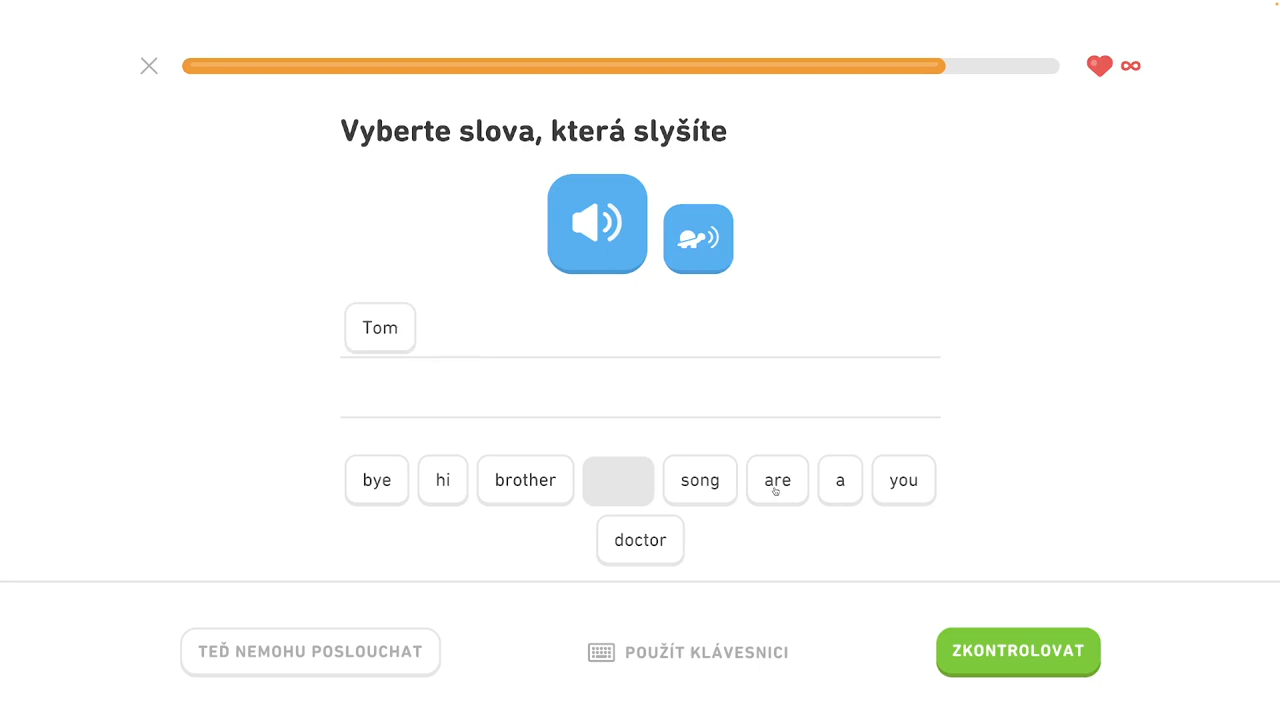 Vyberte slova, která slyšíte
Tom
bye hi brother song are a you
doctor
TEĎ NEMOHU POSLOUCHAT POUŽÍT KLÁVESNICI ZKONTROLOVAT